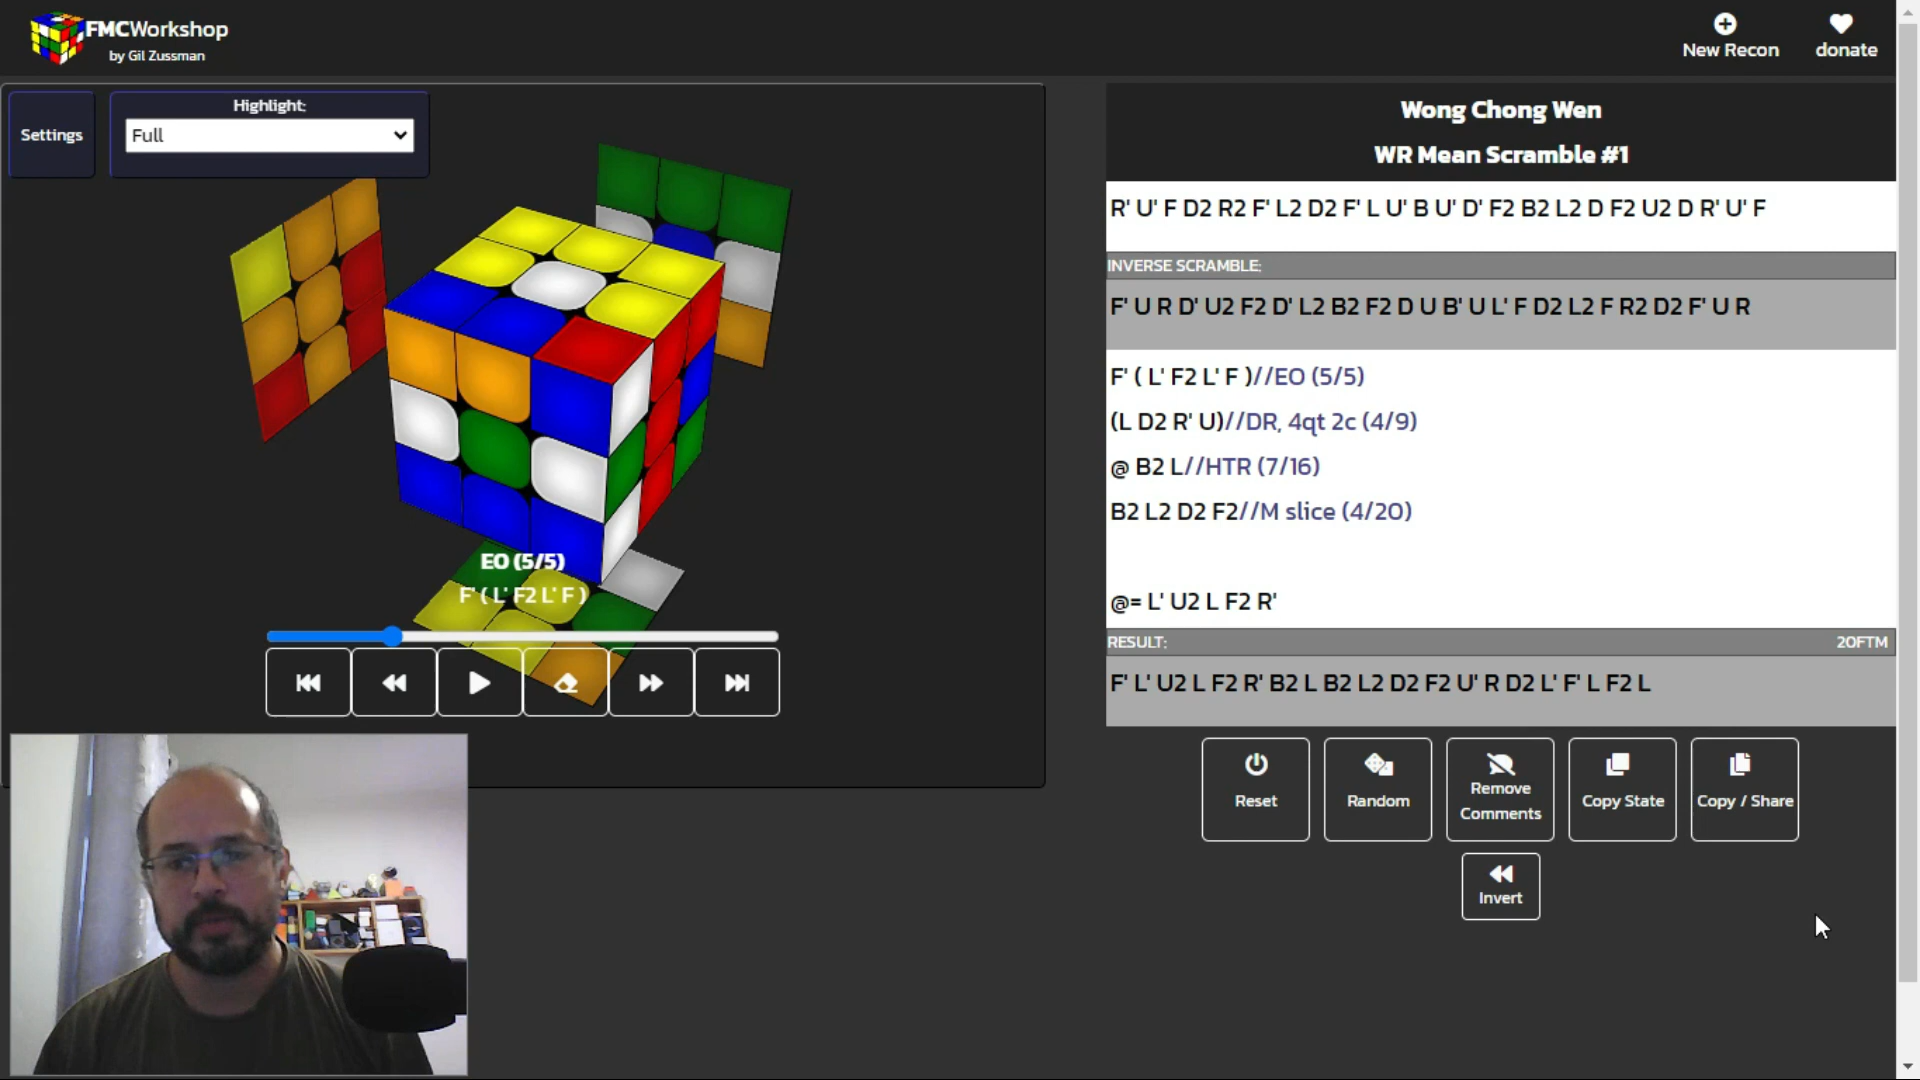 FMCWorkshop
by Gil Zussman
New Recon
donate
Settings
Highlight:
Full
EO (5/5)
F' ( L' F2 L' F )
Wong Chong Wen
WR Mean Scramble #1
R' U' F D2 R2 F' L2 D2 F' L U' B U' D' F2 B2 L2 D F2 U2 D R' U' F
INVERSE SCRAMBLE:
F' U R D' U2 F2 D' L2 B2 F2 D U B' U L' F D2 L2 F R2 D2 F' U R
F' ( L' F2 L' F )//EO (5/5)
(L D2 R' U)//DR, 4qt 2c (4/9)
@ B2 L//HTR (7/16)
B2 L2 D2 F2//M slice (4/20)
@= L' U2 L F2 R'
RESULT: 20FTM
F' L' U2 L F2 R' B2 L B2 L2 D2 F2 U' R D2 L' F' L F2 L
Reset
Random
Remove
Comments
Copy State
Copy / Share
Invert